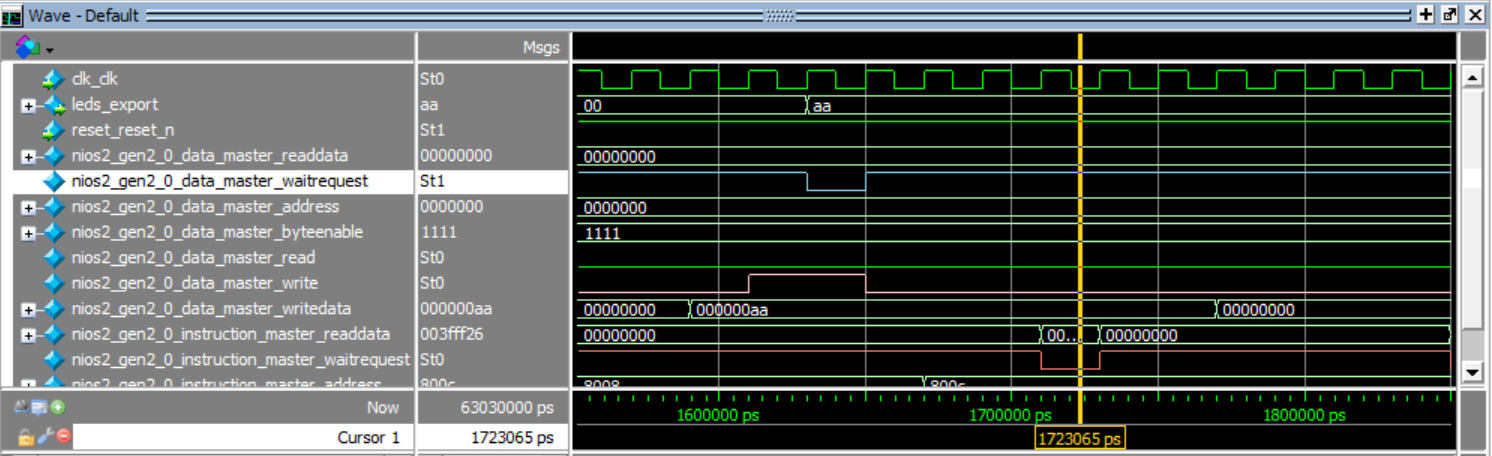 Wave - Default
Msgs
clk_clk St0
leds_export aa 00 aa
reset_reset_n St1
nios2_gen2_0_data_master_readdata 00000000 00000000
nios2_gen2_0_data_master_waitrequest St1
nios2_gen2_0_data_master_address 0000000 0000000
nios2_gen2_0_data_master_byteenable 1111 1111
nios2_gen2_0_data_master_read St0
nios2_gen2_0_data_master_write St0
nios2_gen2_0_data_master_writedata 000000aa 00000000 000000aa 00000000
nios2_gen2_0_instruction_master_readdata 003fff26 00000000 00... 00000000
nios2_gen2_0_instruction_master_waitrequest St0
nios2_gen2_0_instruction_master_address 800c 8008 800c
Now 63030000 ps 1600000 ps 1700000 ps 1800000 ps
Cursor 1 1723065 ps 1723065 ps